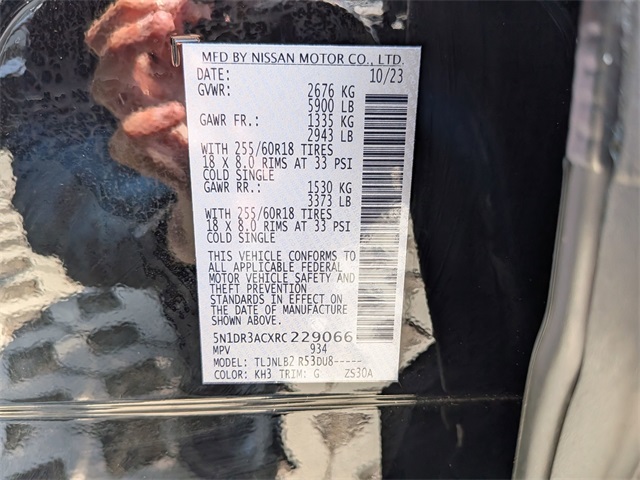 MFD BY NISSAN MOTOR CO., LTD.
DATE: 10/23
GVWR: 2676 KG
5900 LB
GAWR FR.: 1335 KG
2943 LB
WITH 255/60R18 TIRES
18 X 8.0 RIMS AT 33 PSI
COLD SINGLE
GAWR RR.: 1530 KG
3373 LB
WITH 255/60R18 TIRES
18 X 8.0 RIMS AT 33 PSI
COLD SINGLE
THIS VEHICLE CONFORMS TO
ALL APPLICABLE FEDERAL
MOTOR VEHICLE SAFETY AND
THEFT PREVENTION
STANDARDS IN EFFECT ON
THE DATE OF MANUFACTURE
SHOWN ABOVE.
5N1DR3ACXRC229066
MPV 934
MODEL: TLJNLB2 R53DU8-----
COLOR: KH3 TRIM: G ZS30A